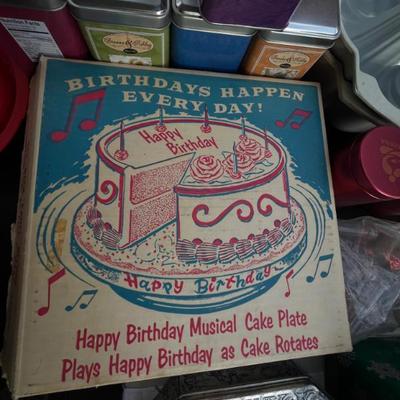 BIRTHDAYS HAPPEN
EVERY DAY!
Happy
Birthday
Happy Birthday
Happy Birthday Musical Cake Plate
Plays Happy Birthday as Cake Rotates